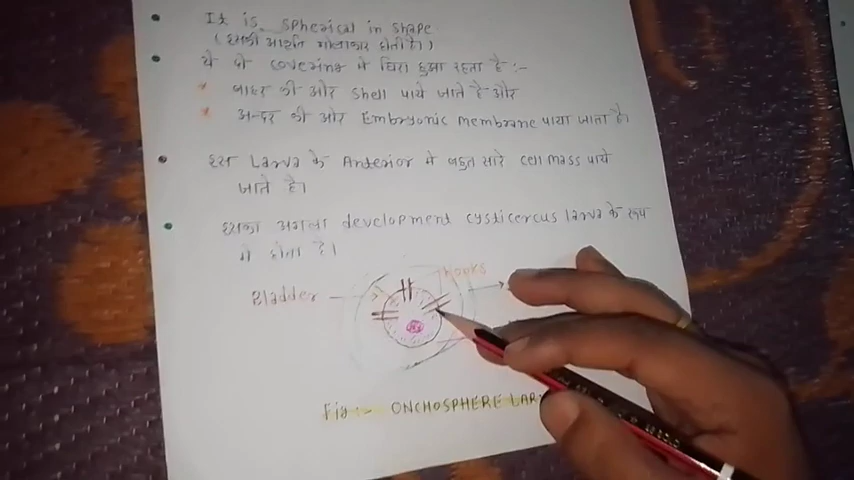 It is spherical in shape
(इसकी आकृति गोलाकार होती है।)
ये दो covering से घिरा हुआ रहता है :-
* बाहर की ओर shell पाये जाते है और
* अन्दर की ओर Embryonic membrane पाया जाता है।
इस Larva के Anterior मे बहुत सारे cell mass पाये
जाते है।
इसका अगला development cysticercus larva के रूप
मे होता है।
Hooks
Bladder
Fig :- ONCHOSPHERE LAR